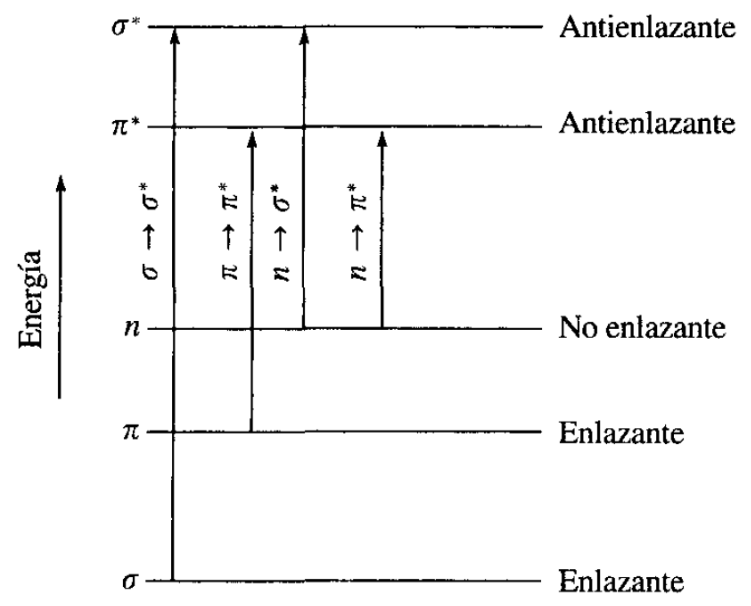 σ* Antienlazante
π* Antienlazante
σ → σ*
π → π*
n → σ*
n → π*
Energía
n No enlazante
π Enlazante
σ Enlazante